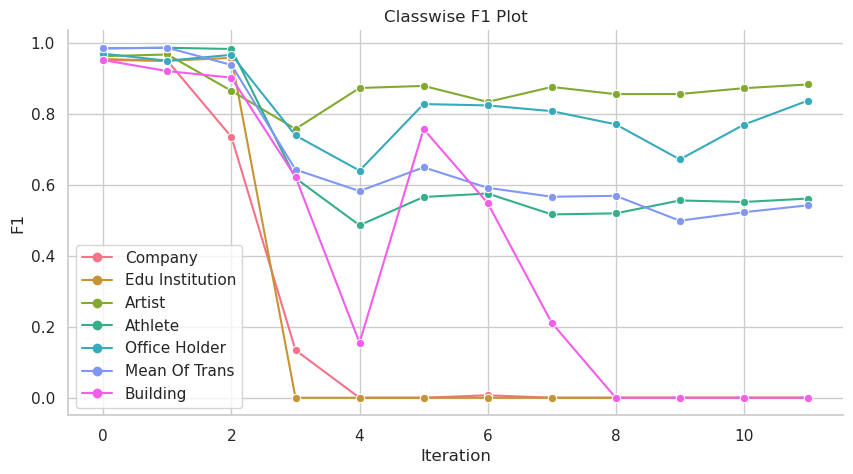 Classwise F1 Plot
1.0
0.8
0.6
0.4
0.2
0.0
F1
Company
Edu Institution
Artist
Athlete
Office Holder
Mean Of Trans
Building
0 2 4 6 8 10
Iteration